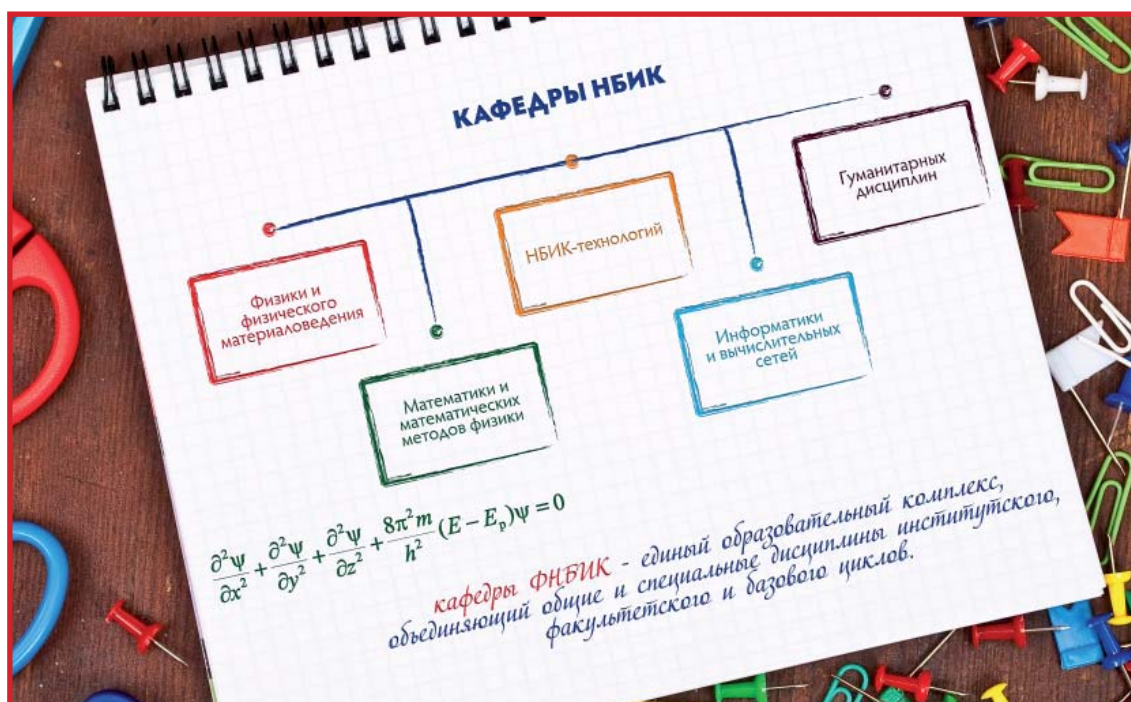 КАФЕДРЫ НБИК
Физики и
физического
материаловедения
Математики и
математических
методов физики
НБИК-технологий
Информатики
и вычислительных
сетей
Гуманитарных
дисциплин
∂²ψ/∂x² + ∂²ψ/∂y² + ∂²ψ/∂z² + 8π²m/h² (E – Eₚ)ψ = 0
кафедры ФНБИК - единый образовательный комплекс,
объединяющий общие и специальные дисциплины институтского,
факультетского и базового циклов.